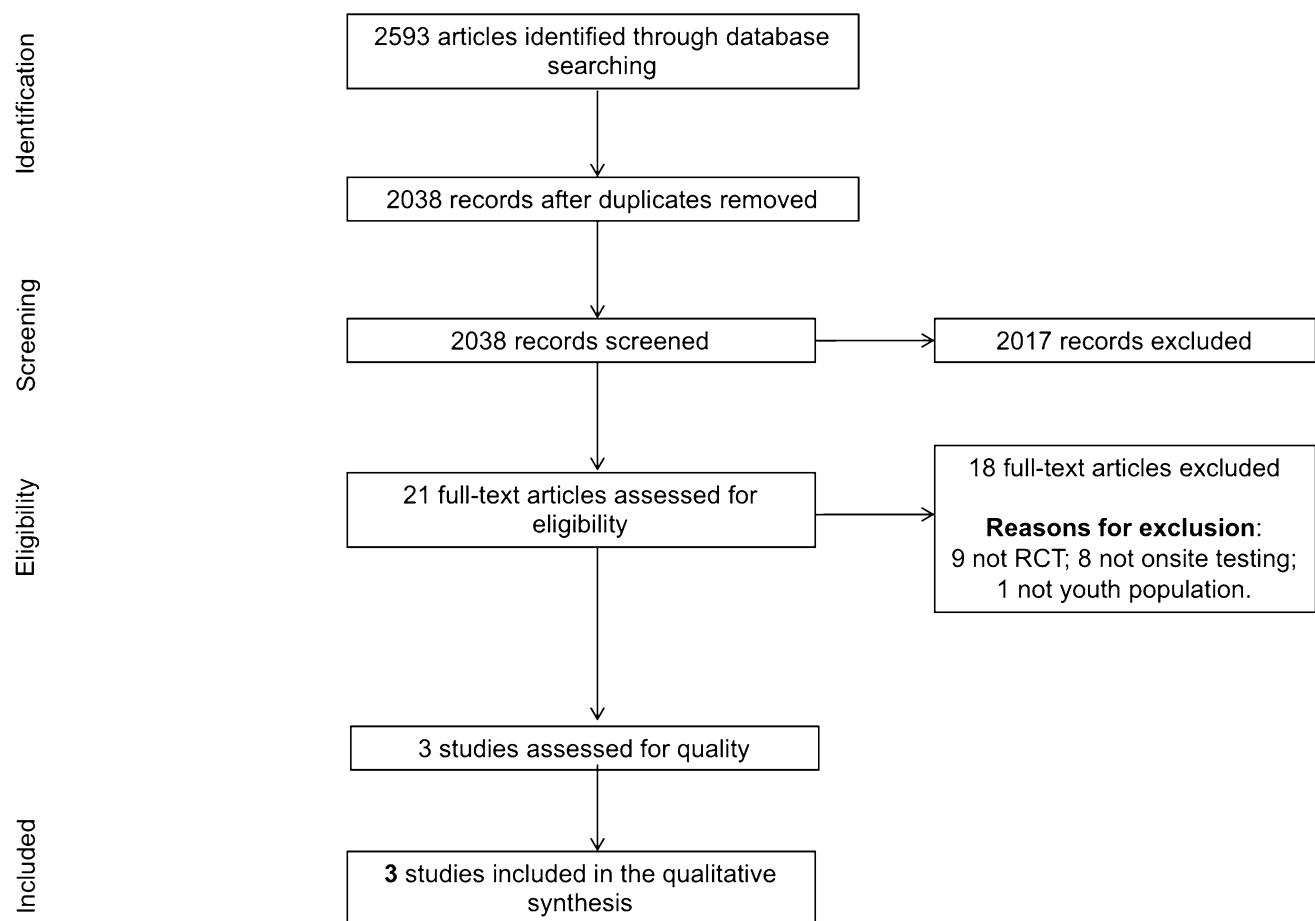 Identification
2593 articles identified through database
searching
2038 records after duplicates removed
Screening
2038 records screened
2017 records excluded
Eligibility
21 full-text articles assessed for
eligibility
18 full-text articles excluded
Reasons for exclusion:
9 not RCT; 8 not onsite testing;
1 not youth population.
3 studies assessed for quality
Included
3 studies included in the qualitative
synthesis